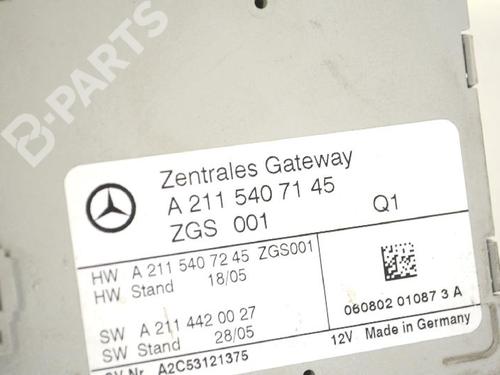 B-PARTS
Zentrales Gateway
A 211 540 71 45
ZGS 001
Q1
HW A 211 540 72 45 ZGS001
HW Stand 18/05
SW A 211 442 00 27
SW Stand 28/05
060802 01087 3 A
12V Made in Germany
Nr. A2C53121375